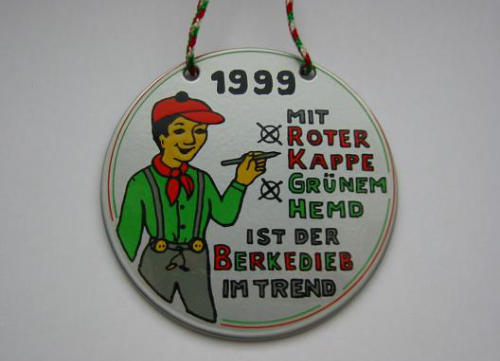 1999
MIT
ROTER
KAPPE
GRÜNEM
HEMD
IST DER
BERKEDIEB
IM TREND